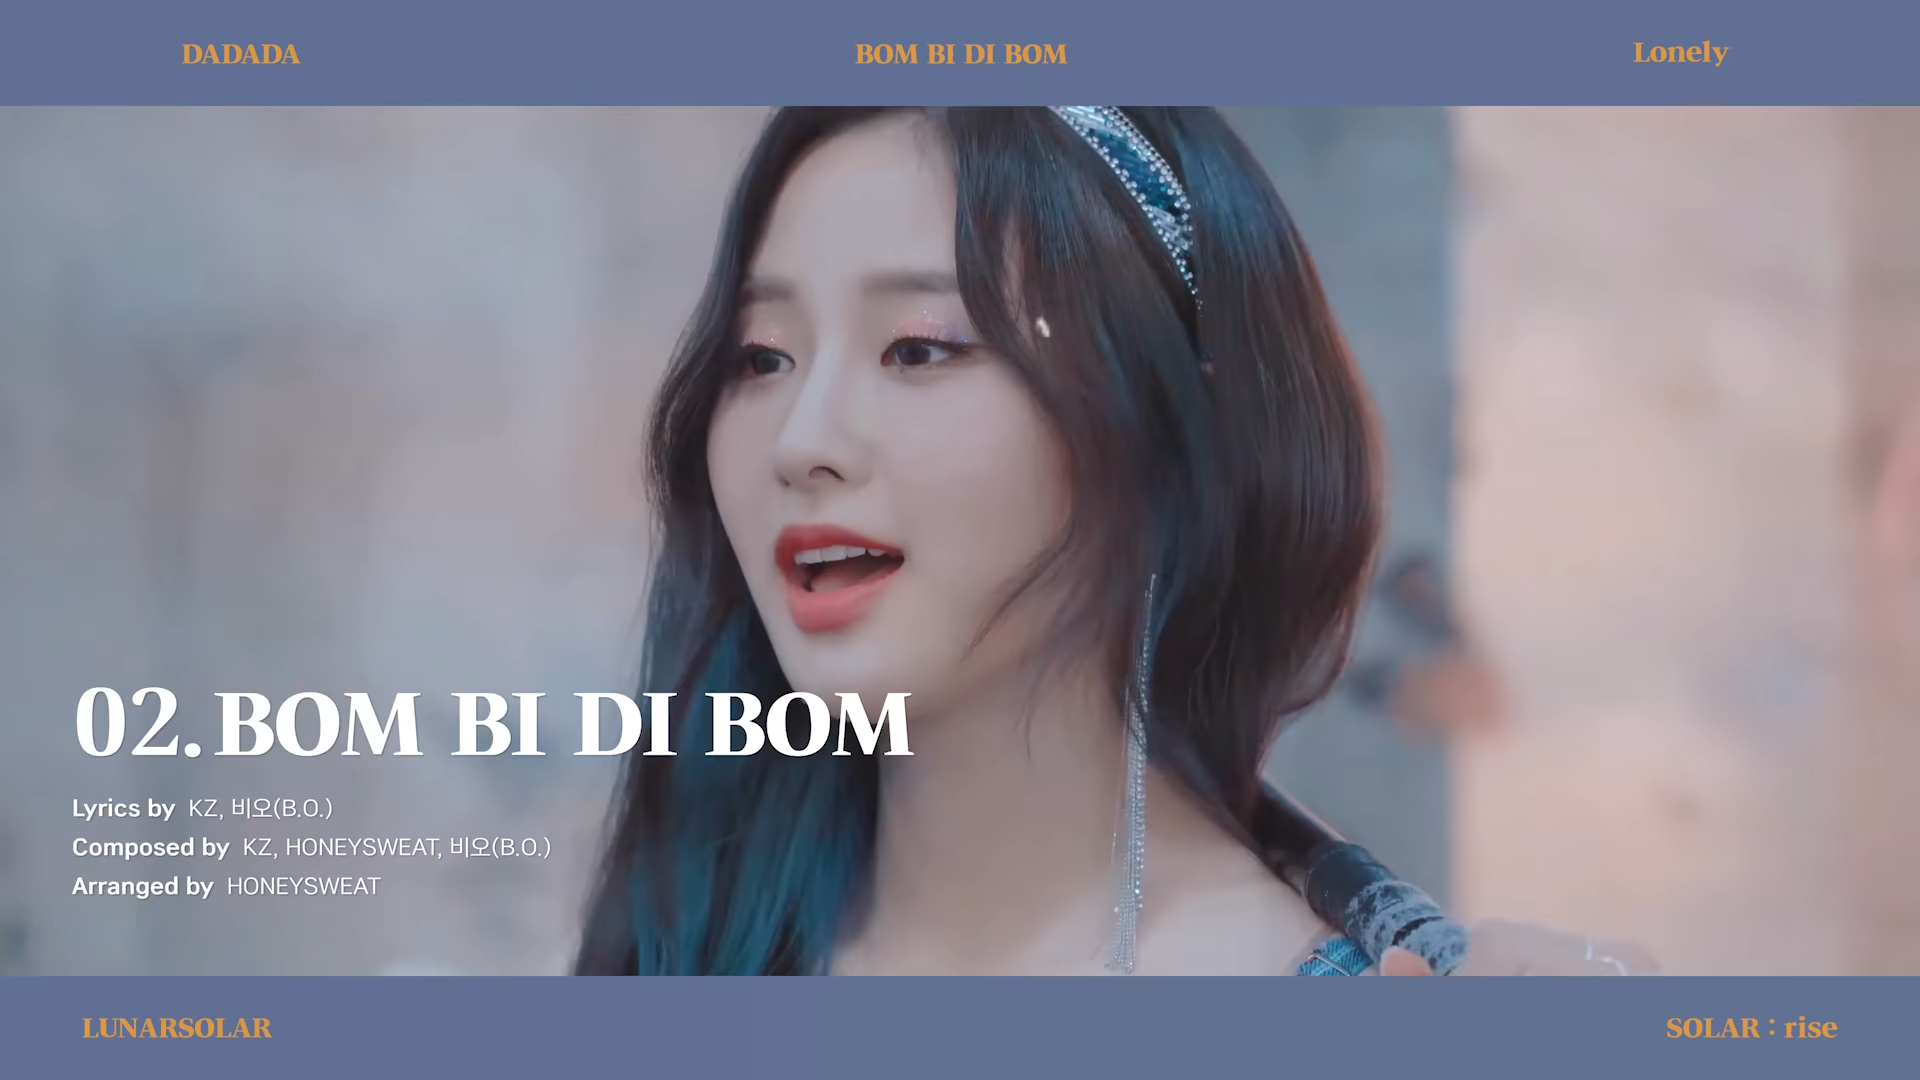 DADADA
BOM BI DI BOM
Lonely
02. BOM BI DI BOM
Lyrics by KZ, 비오(B.O.)
Composed by KZ, HONEYSWEAT, 비오(B.O.)
Arranged by HONEYSWEAT
LUNARSOLAR
SOLAR : rise